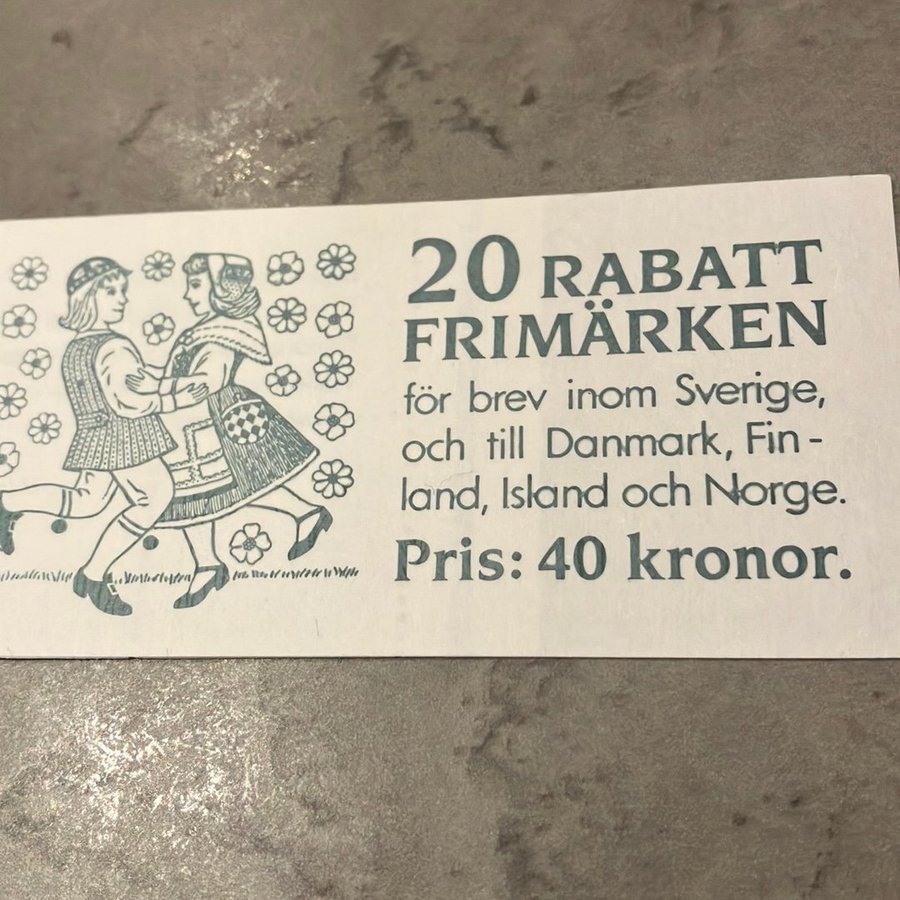 20 RABATT
FRIMÄRKEN
för brev inom Sverige,
och till Danmark, Fin-
land, Island och Norge.
Pris: 40 kronor.